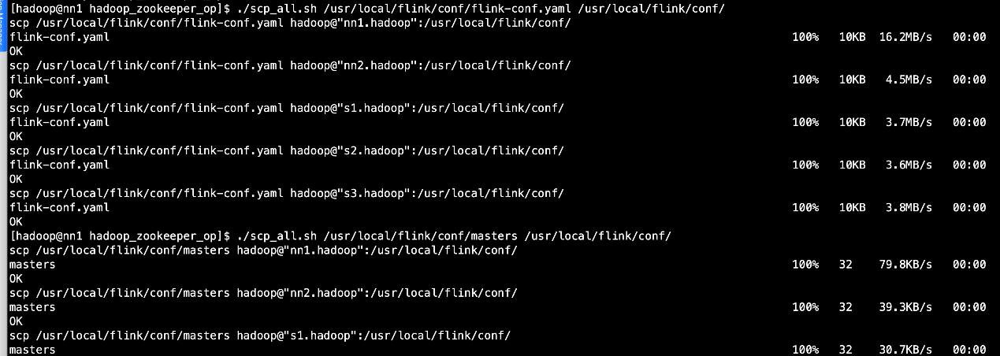 [hadoop@nn1 hadoop_zookeeper_op]$ ./scp_all.sh /usr/local/flink/conf/flink-conf.yaml /usr/local/flink/conf/
scp /usr/local/flink/conf/flink-conf.yaml hadoop@"nn1.hadoop":/usr/local/flink/conf/
flink-conf.yaml 100% 10KB 16.2MB/s 00:00
OK
scp /usr/local/flink/conf/flink-conf.yaml hadoop@"nn2.hadoop":/usr/local/flink/conf/
flink-conf.yaml 100% 10KB 4.5MB/s 00:00
OK
scp /usr/local/flink/conf/flink-conf.yaml hadoop@"s1.hadoop":/usr/local/flink/conf/
flink-conf.yaml 100% 10KB 3.7MB/s 00:00
OK
scp /usr/local/flink/conf/flink-conf.yaml hadoop@"s2.hadoop":/usr/local/flink/conf/
flink-conf.yaml 100% 10KB 3.6MB/s 00:00
OK
scp /usr/local/flink/conf/flink-conf.yaml hadoop@"s3.hadoop":/usr/local/flink/conf/
flink-conf.yaml 100% 10KB 3.8MB/s 00:00
OK
[hadoop@nn1 hadoop_zookeeper_op]$ ./scp_all.sh /usr/local/flink/conf/masters /usr/local/flink/conf/
scp /usr/local/flink/conf/masters hadoop@"nn1.hadoop":/usr/local/flink/conf/
masters 100% 32 79.8KB/s 00:00
OK
scp /usr/local/flink/conf/masters hadoop@"nn2.hadoop":/usr/local/flink/conf/
masters 100% 32 39.3KB/s 00:00
OK
scp /usr/local/flink/conf/masters hadoop@"s1.hadoop":/usr/local/flink/conf/
masters 100% 32 30.7KB/s 00:00